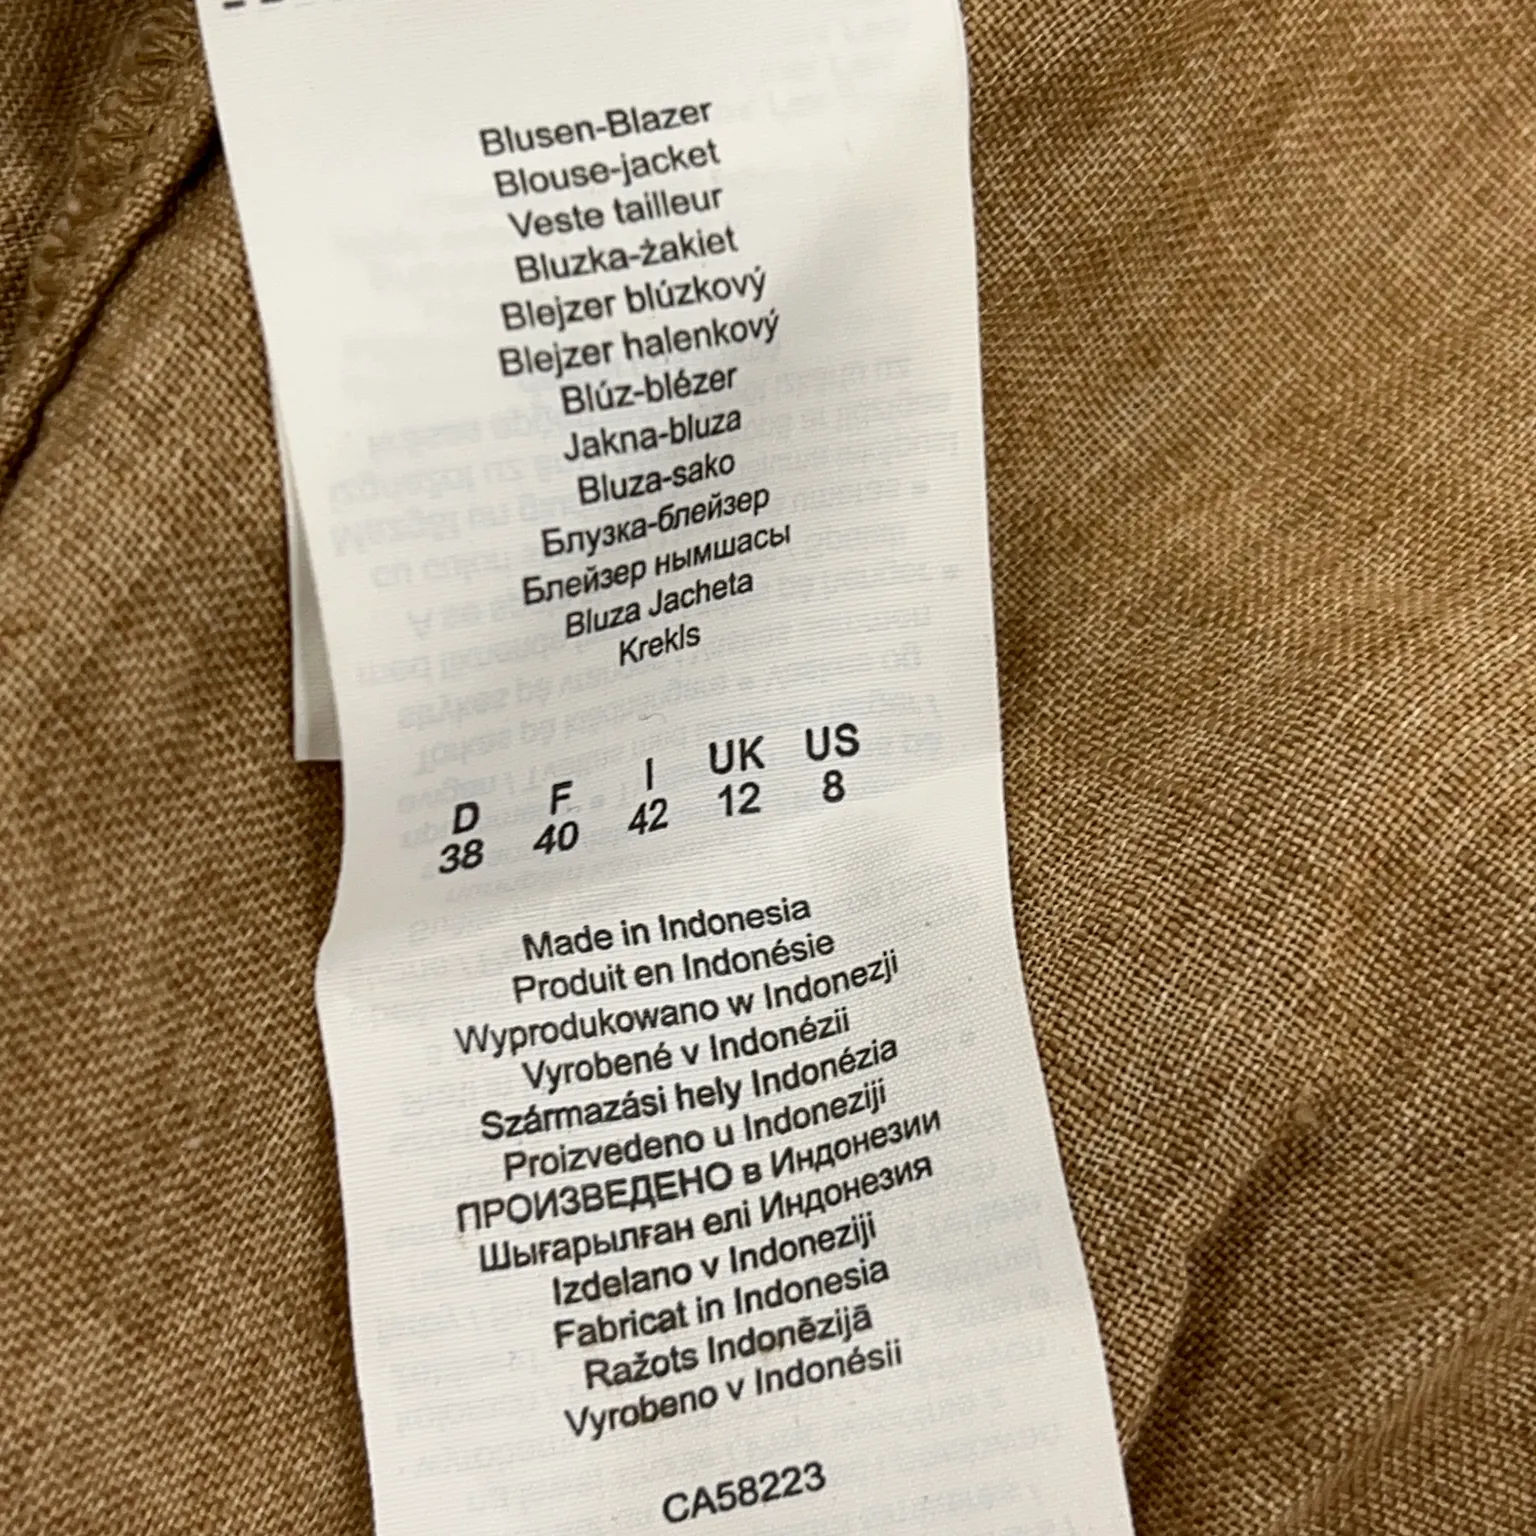 Blusen-Blazer
Blouse-jacket
Veste tailleur
Bluzka-żakiet
Blejzer blúzkový
Blejzer halenkový
Blúz-blézer
Jakna-bluza
Bluza-sako
Блузка-блейзер
Блейзер нымшасы
Bluza Jacheta
Krekls
D F I UK US
38 40 42 12 8
Made in Indonesia
Produit en Indonésie
Wyprodukowano w Indonezji
Vyrobené v Indonézii
Származási hely Indonézia
Proizvedeno u Indoneziji
ПРОИЗВЕДЕНО в Индонезии
Шығарылған елі Индонезия
Izdelano v Indoneziji
Fabricat in Indonesia
Ražots Indonēzijā
Vyrobeno v Indonésii
CA58223